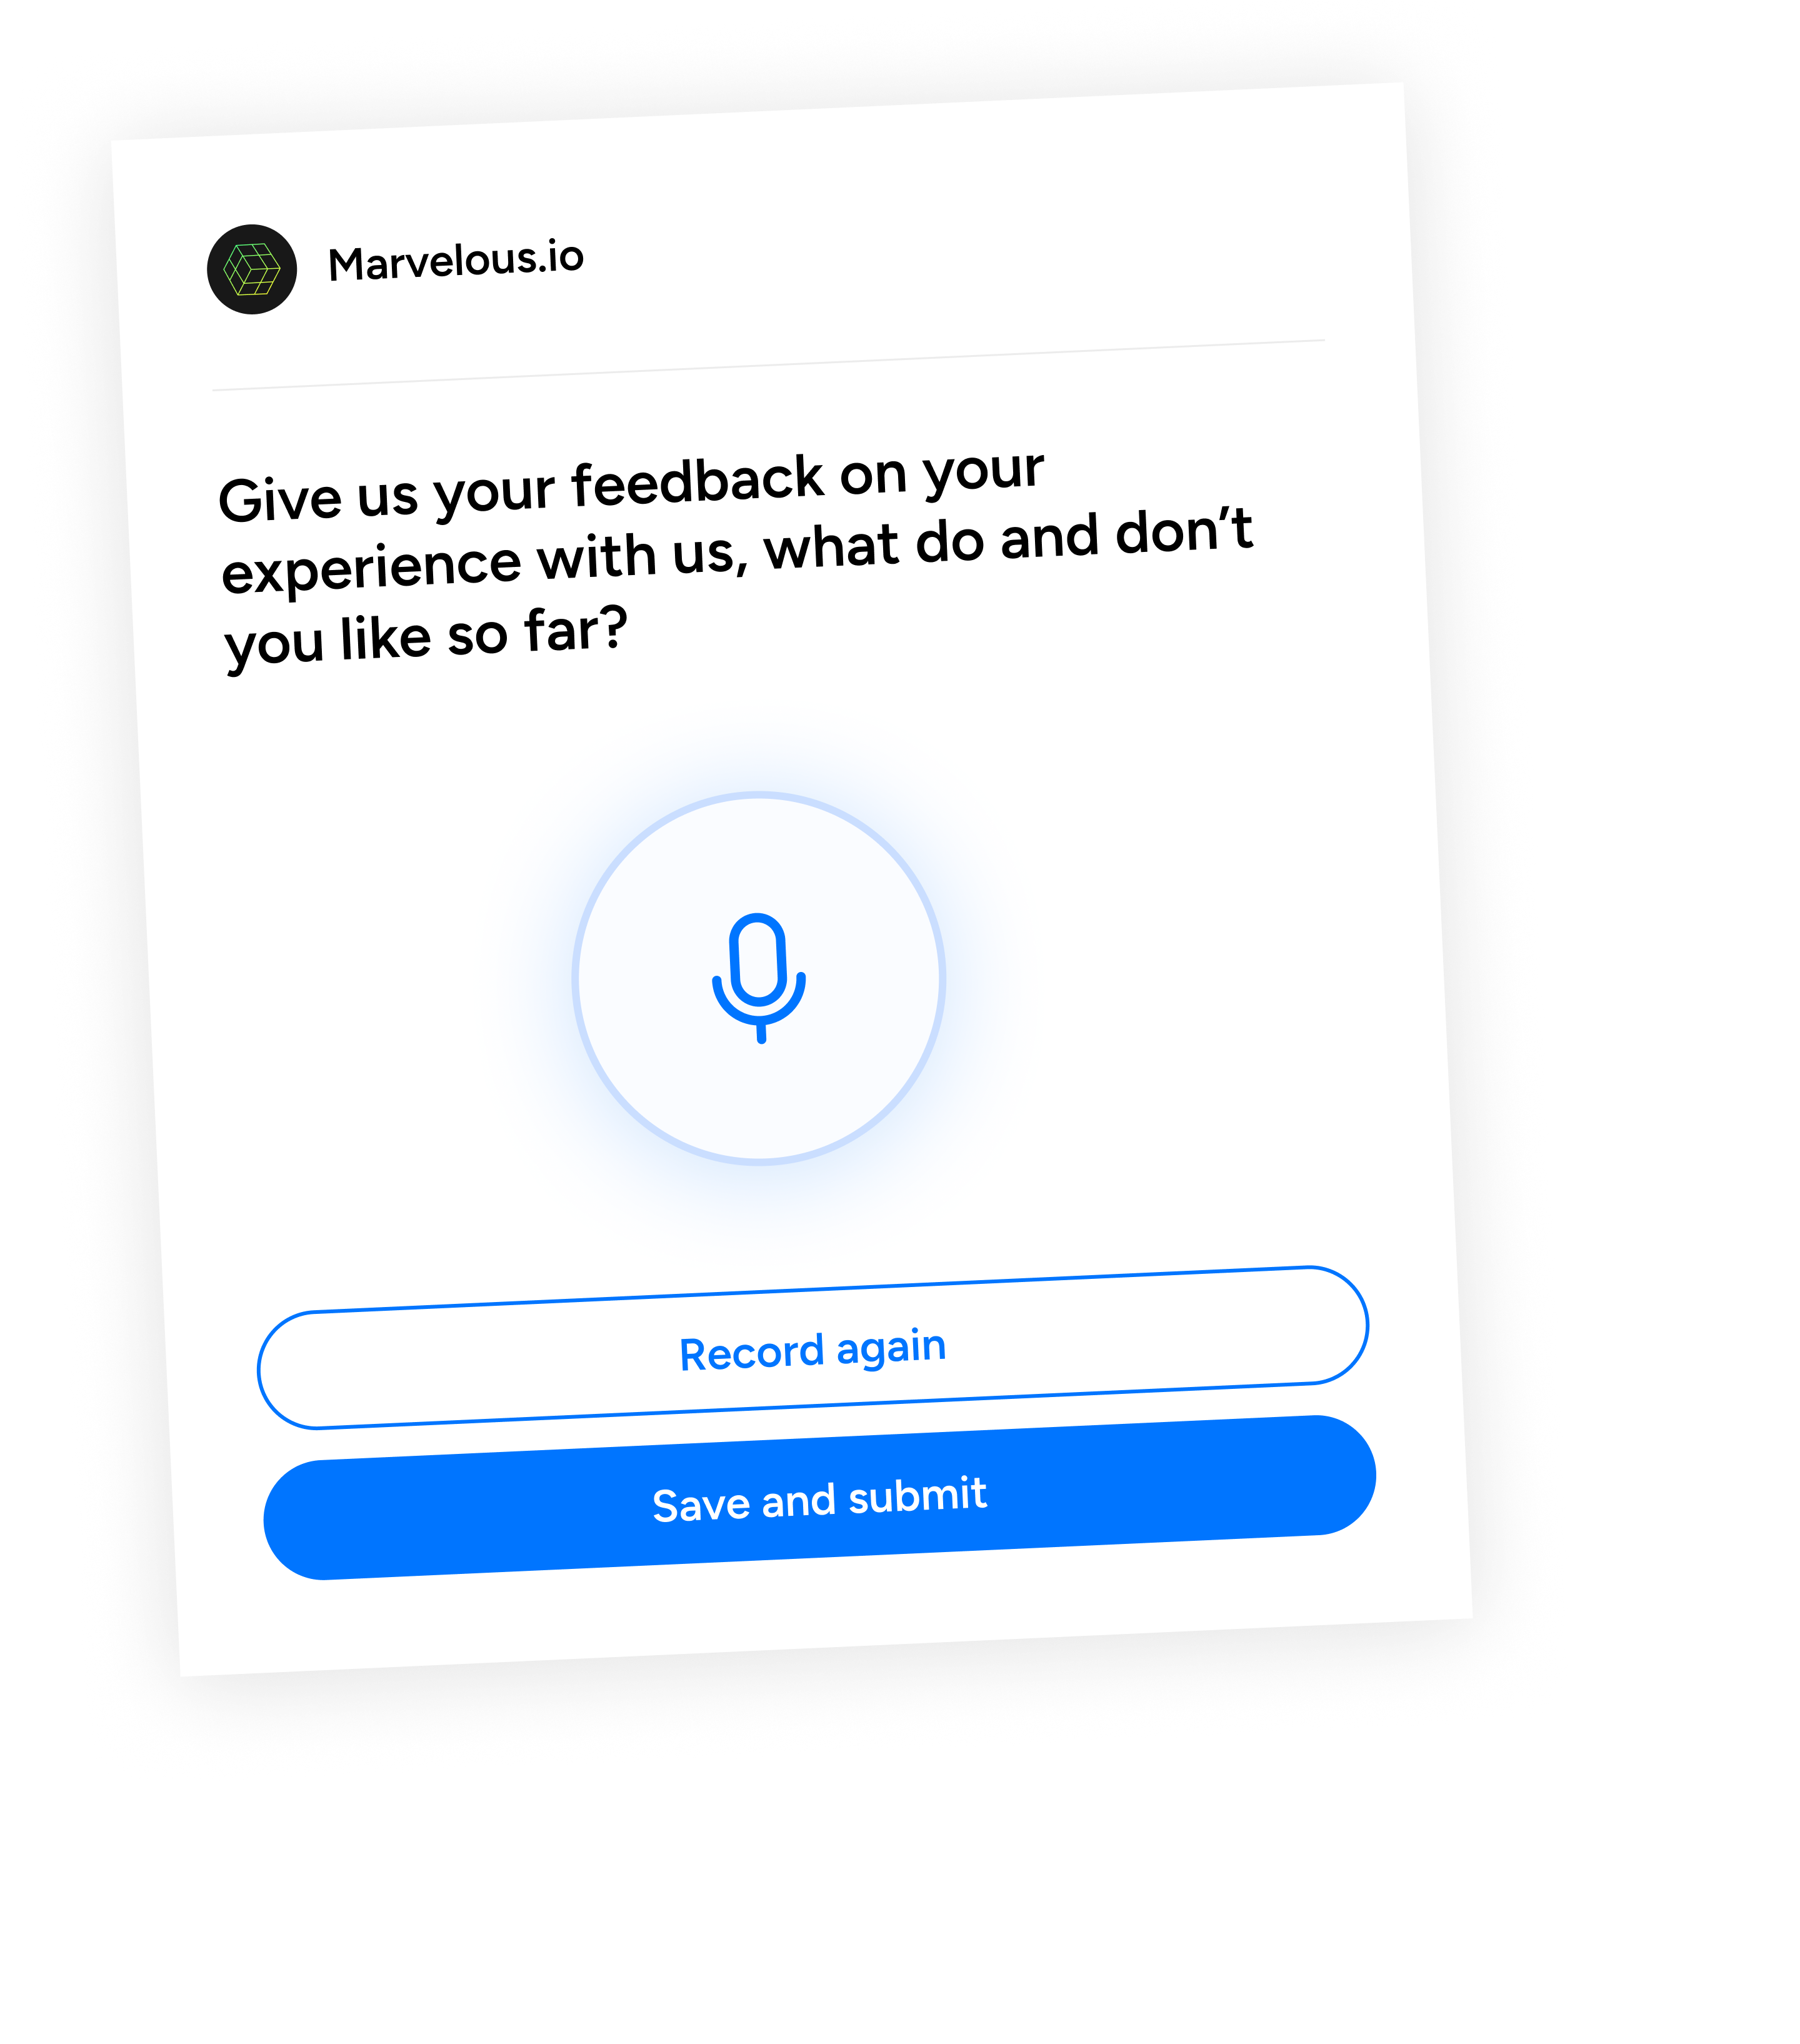 Marvelous.io
Give us your feedback on your
experience with us, what do and don’t
you like so far?
Record again
Save and submit